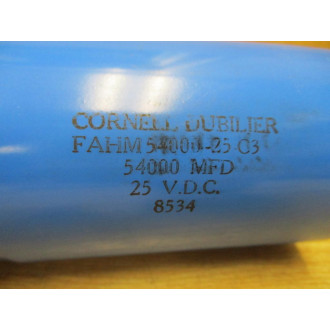 CORNELL DUBILIER
FAHM 54000-25-C3
54000 MFD
25 V.D.C.
8534